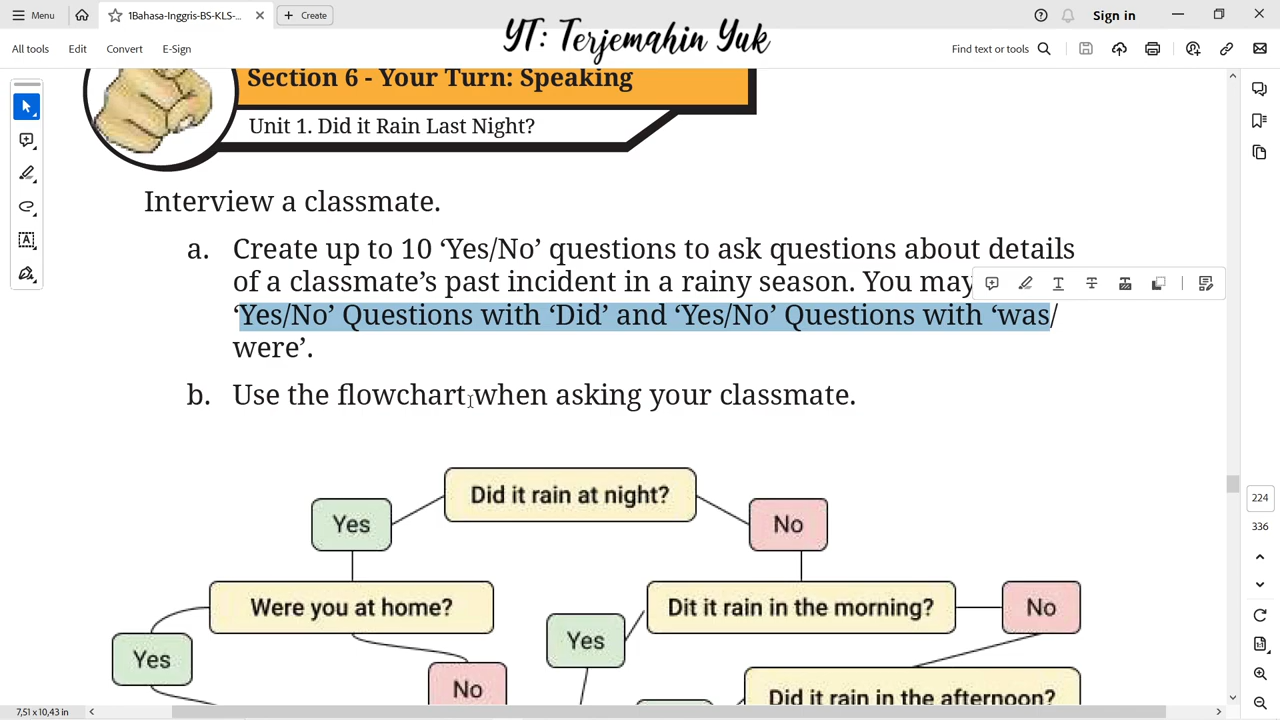 Menu
1Bahasa-Inggris-BS-KLS-...
Create
Sign in
YT: Terjemahin Yuk
All tools
Edit
Convert
E-Sign
Find text or tools
Section 6 - Your Turn: Speaking
Unit 1. Did it Rain Last Night?
Interview a classmate.
a. Create up to 10 ‘Yes/No’ questions to ask questions about details
of a classmate’s past incident in a rainy season. You may
‘Yes/No’ Questions with ‘Did’ and ‘Yes/No’ Questions with ‘was/
were’.
b. Use the flowchart when asking your classmate.
Did it rain at night?
Yes
No
Were you at home?
Dit it rain in the morning?
No
Yes
Yes
No
Did it rain in the afternoon?
224
336
7,51 x 10,43 in